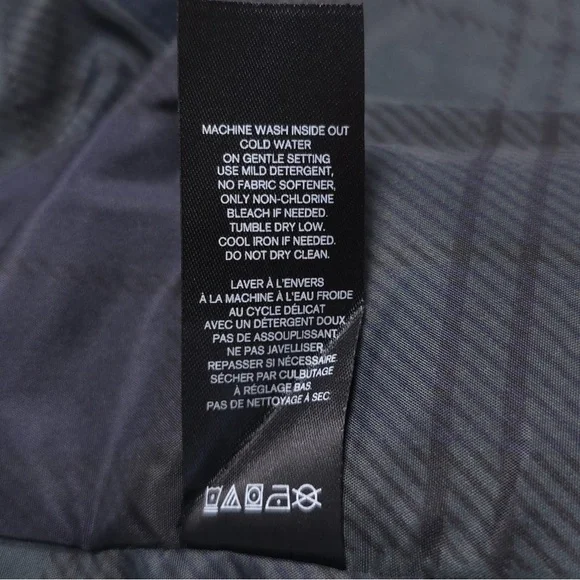 MACHINE WASH INSIDE OUT
COLD WATER
ON GENTLE SETTING
USE MILD DETERGENT,
NO FABRIC SOFTENER,
ONLY NON-CHLORINE
BLEACH IF NEEDED.
TUMBLE DRY LOW.
COOL IRON IF NEEDED.
DO NOT DRY CLEAN.
LAVER À L'ENVERS
À LA MACHINE À L'EAU FROIDE
AU CYCLE DÉLICAT
AVEC UN DÉTERGENT DOUX,
PAS DE ASSOUPLISSANT,
NE PAS JAVELLISER,
REPASSER SI NÉCESSAIRE,
SÉCHER PAR CULBUTAGE
À RÉGLAGE BAS.
PAS DE NETTOYAGE À SEC.